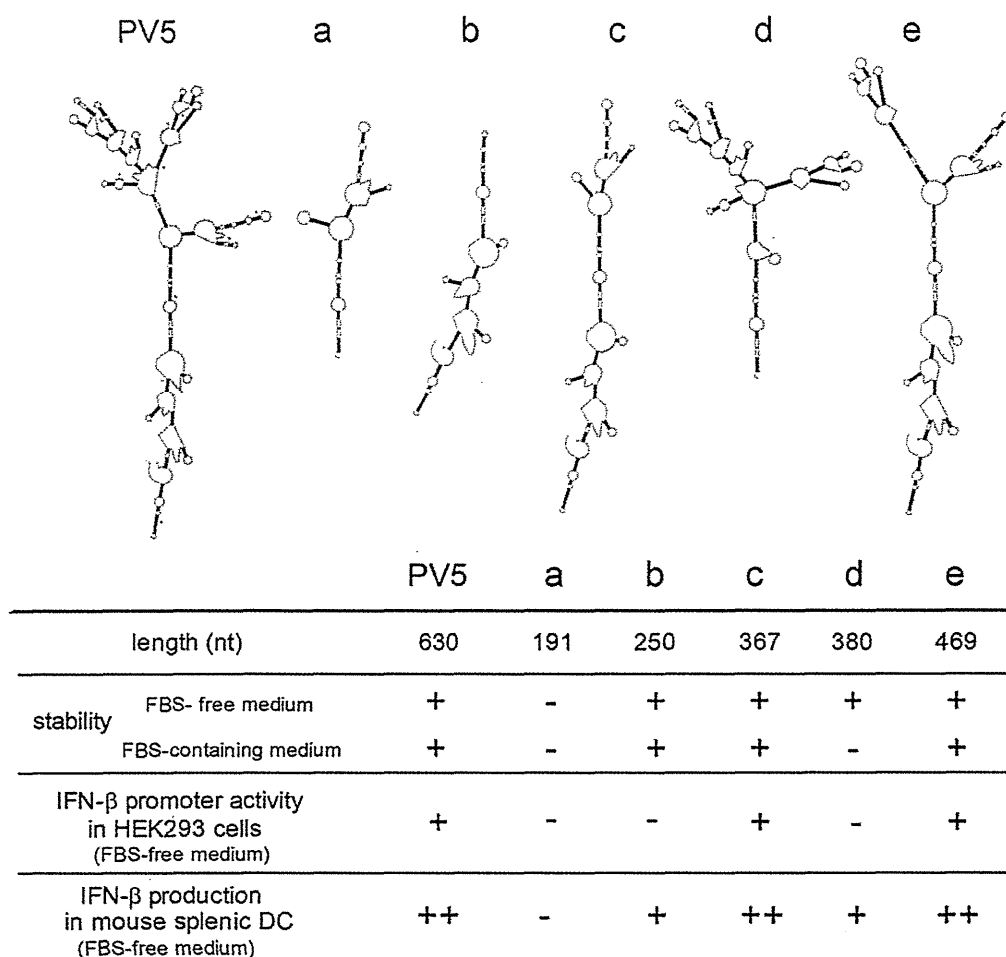 PV5 a b c d e
PV5 a b c d e
length (nt) 630 191 250 367 380 469
stability FBS- free medium + - + + + +
FBS-containing medium + - + + - +
IFN-β promoter activity
in HEK293 cells + - - + - +
(FBS-free medium)
IFN-β production
in mouse splenic DC ++ - + ++ + ++
(FBS-free medium)